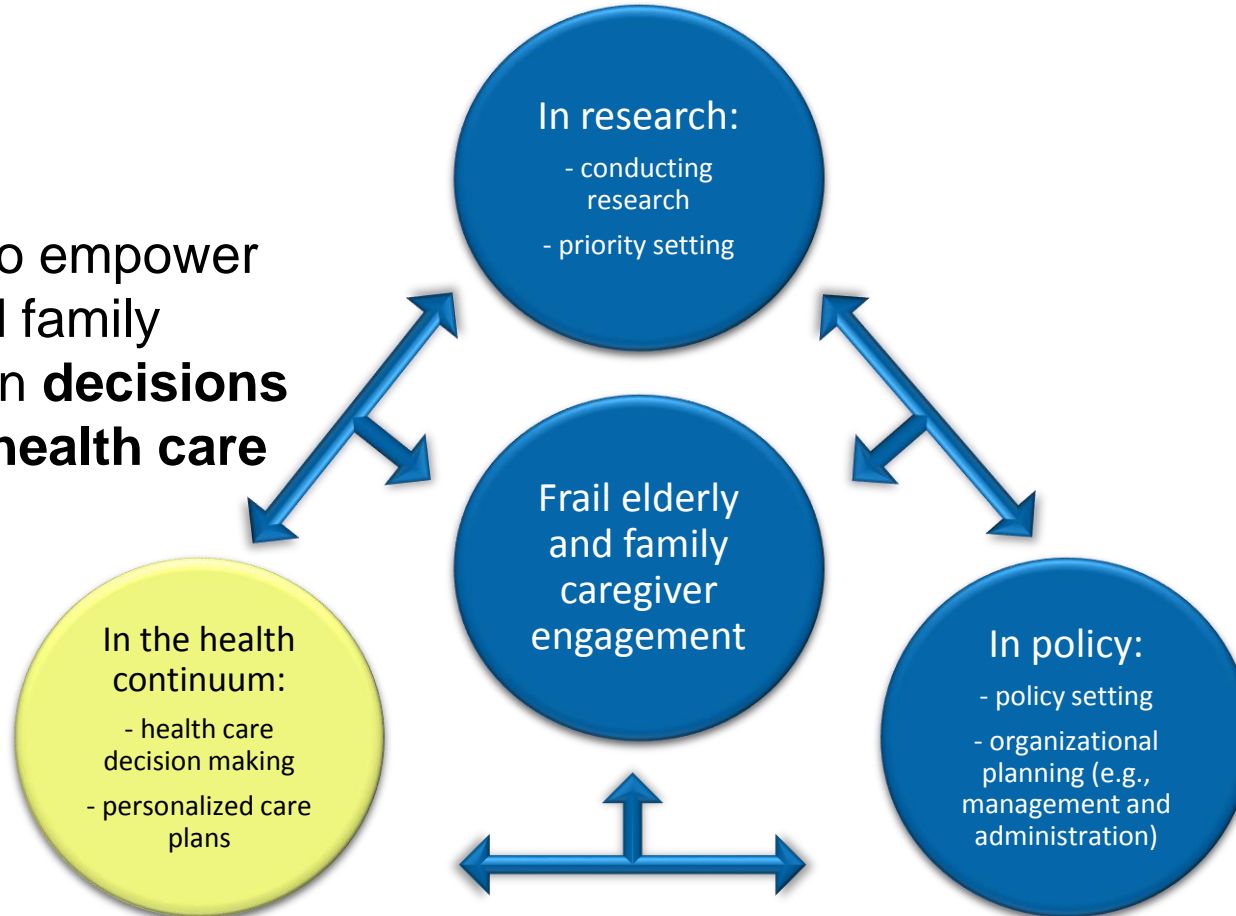 In research:
- conducting
research
- priority setting
o empower
family
n decisions
health care
Frail elderly
and family
caregiver
engagement
In the health
continuum:
- health care
decision making
- personalized care
plans
In policy:
- policy setting
- organizational
planning (e.g.,
management and
administration)